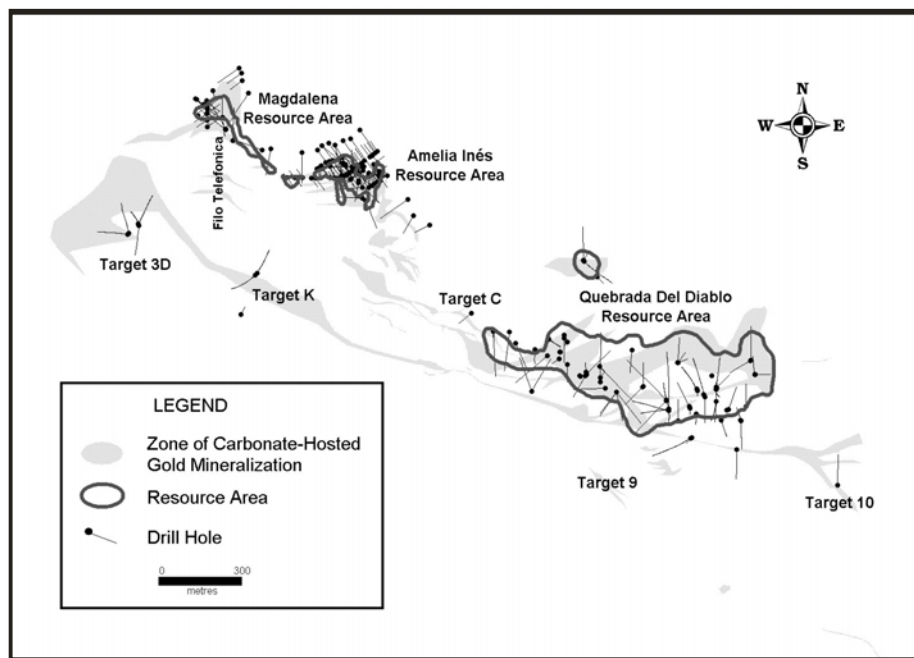 Magdalena
Resource Area
N
W
E
S
Amelia Inés
Resource Area
Filo Telefonica
Target 3D
Target K
Target C
Quebrada Del Diablo
Resource Area
Target 9
Target 10
LEGEND
Zone of Carbonate-Hosted
Gold Mineralization
Resource Area
Drill Hole
0 300
metres